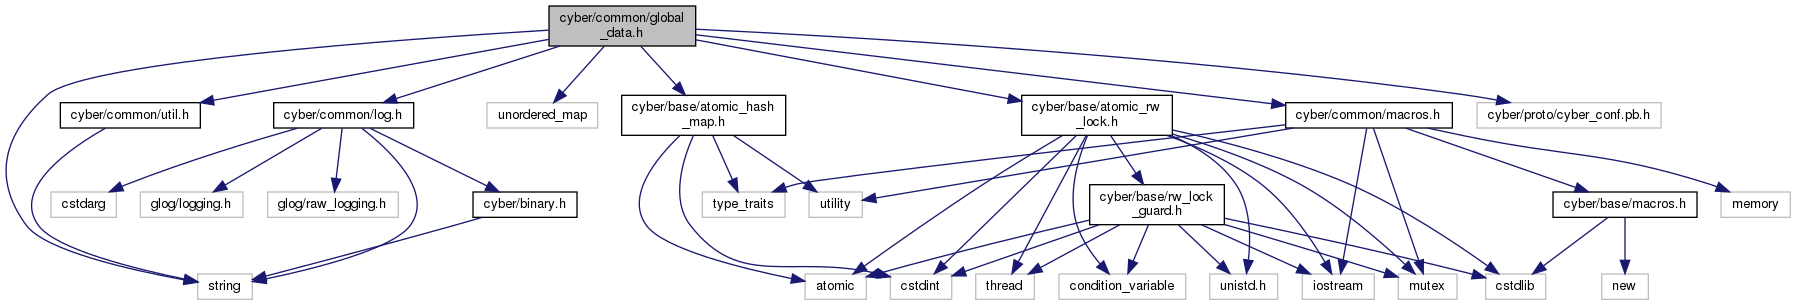 cyber/common/global
_data.h
cyber/common/util.h
cyber/common/log.h
unordered_map
cyber/base/atomic_hash
_map.h
cyber/base/atomic_rw
_lock.h
cyber/common/macros.h
cyber/proto/cyber_conf.pb.h
cstdarg
glog/logging.h
glog/raw_logging.h
cyber/binary.h
type_traits
utility
cyber/base/rw_lock
_guard.h
cyber/base/macros.h
memory
string
atomic
cstdint
thread
condition_variable
unistd.h
iostream
mutex
cstdlib
new